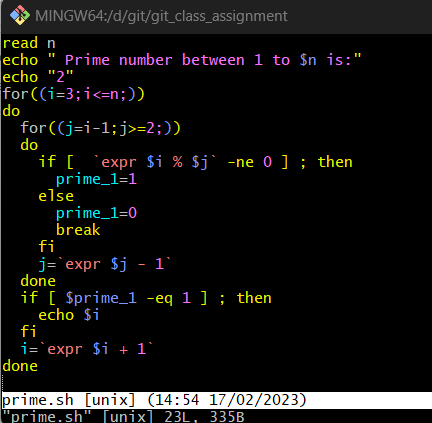 MINGW64:/d/git/git_class_assignment
read n
echo " Prime number between 1 to $n is:"
echo "2"
for((i=3;i<=n;))
do
  for((j=i-1;j>=2;))
  do
    if [  `expr $i % $j` -ne 0 ] ; then
      prime_1=1
    else
      prime_1=0
      break
    fi
    j=`expr $j - 1`
  done
  if [ $prime_1 -eq 1 ] ; then
    echo $i
  fi
  i=`expr $i + 1`
done
prime.sh [unix] (14:54 17/02/2023)
"prime.sh" [unix] 23L, 335B